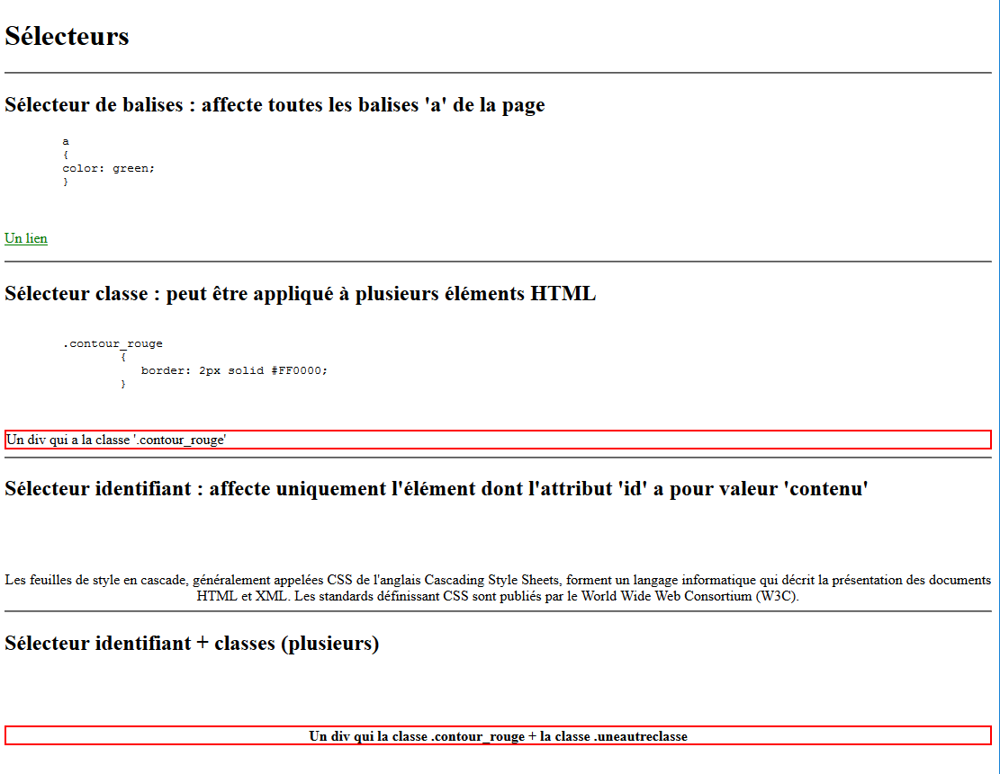 Sélecteurs
Sélecteur de balises : affecte toutes les balises 'a' de la page
a
{
color: green;
}
Un lien
Sélecteur classe : peut être appliqué à plusieurs éléments HTML
.contour_rouge
{
border: 2px solid #FF0000;
}
Un div qui a la classe '.contour_rouge'
Sélecteur identifiant : affecte uniquement l'élément dont l'attribut 'id' a pour valeur 'contenu'
Les feuilles de style en cascade, généralement appelées CSS de l'anglais Cascading Style Sheets, forment un langage informatique qui décrit la présentation des documents
HTML et XML. Les standards définissant CSS sont publiés par le World Wide Web Consortium (W3C).
Sélecteur identifiant + classes (plusieurs)
Un div qui la classe .contour_rouge + la classe .uneautreclasse